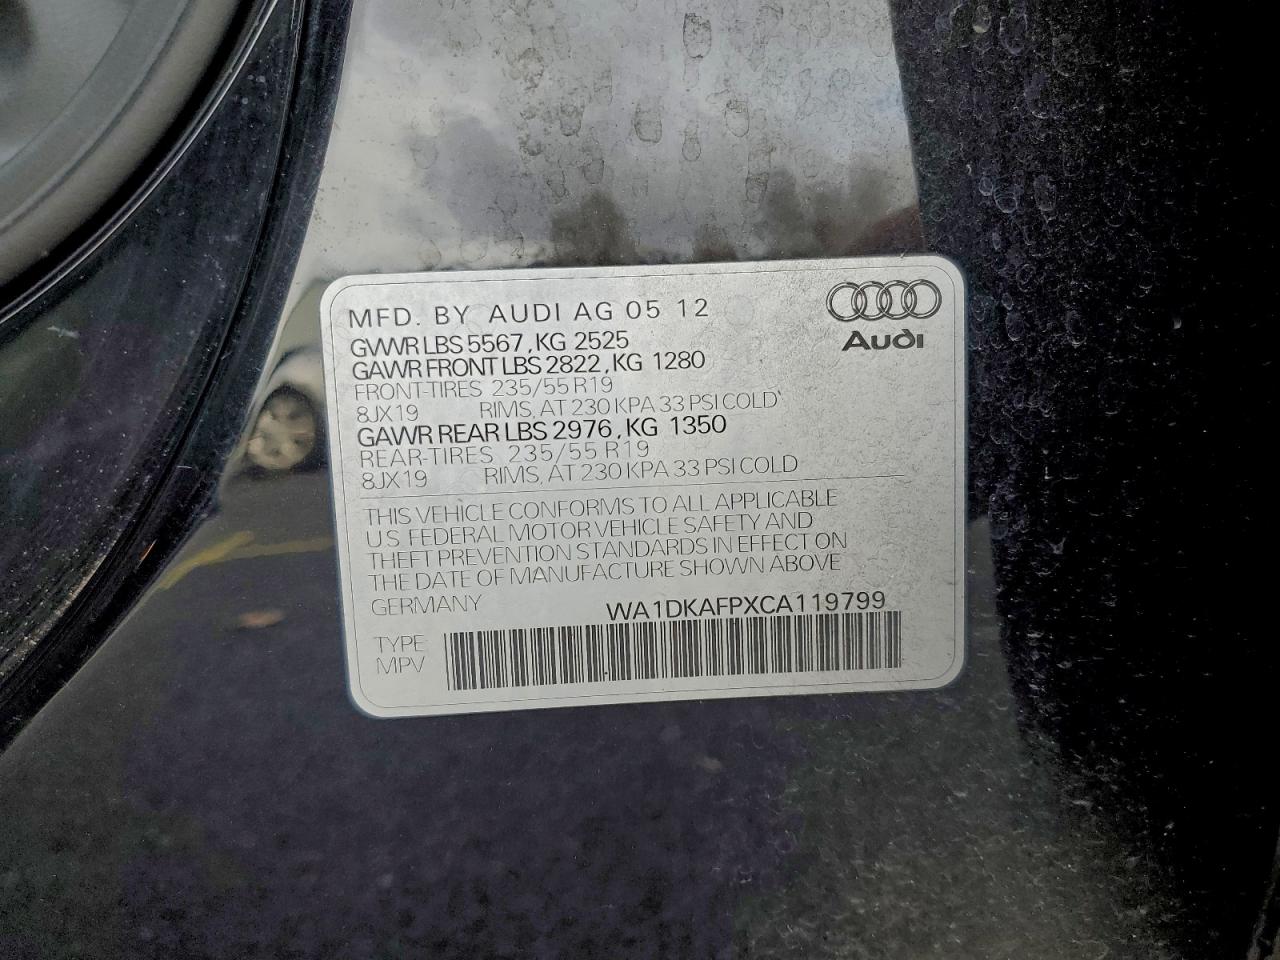 MFD. BY AUDI AG 05 12
GVWR LBS 5567, KG 2525
GAWR FRONT LBS 2822, KG 1280
FRONT-TIRES 235/55 R19
8JX19 RIMS, AT 230 KPA 33 PSI COLD
GAWR REAR LBS 2976, KG 1350
REAR-TIRES 235/55 R19
8JX19 RIMS, AT 230 KPA 33 PSI COLD
Audi
THIS VEHICLE CONFORMS TO ALL APPLICABLE
U.S. FEDERAL MOTOR VEHICLE SAFETY AND
THEFT PREVENTION STANDARDS IN EFFECT ON
THE DATE OF MANUFACTURE SHOWN ABOVE
GERMANY WA1DKAFPXCA119799
TYPE
MPV